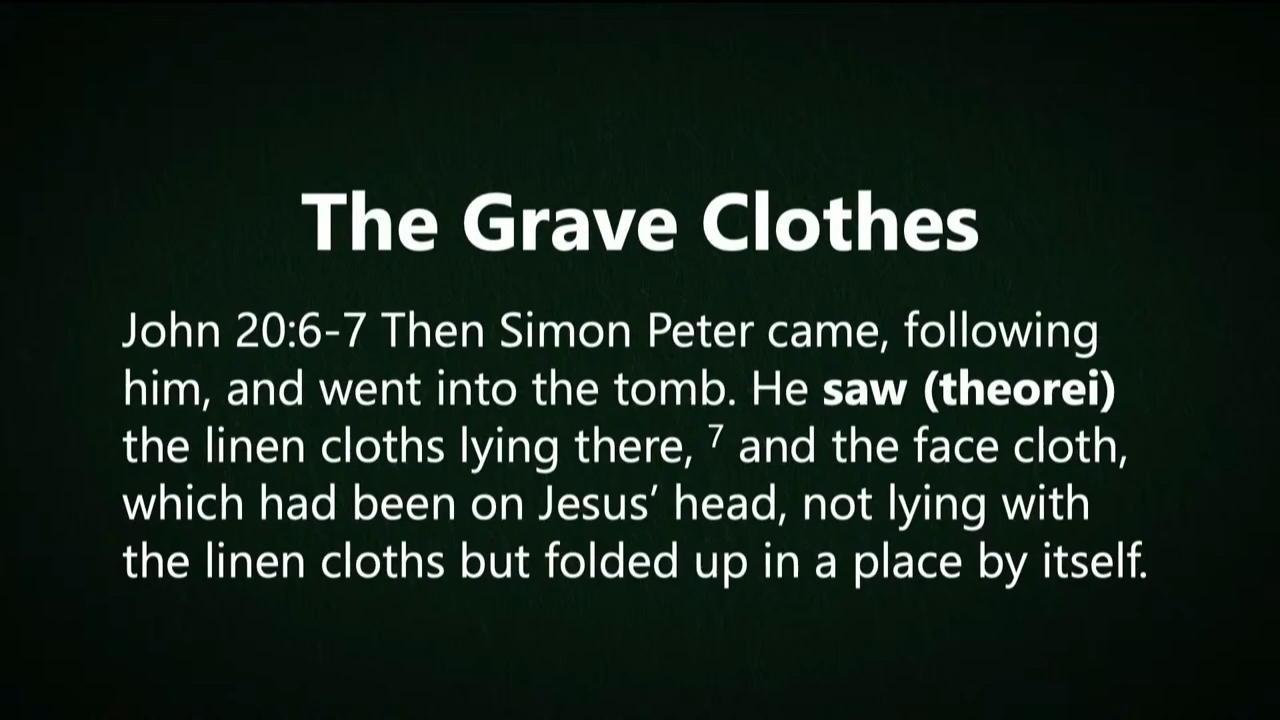 The Grave Clothes
John 20:6-7 Then Simon Peter came, following
him, and went into the tomb. He saw (theorei)
the linen cloths lying there, ⁷ and the face cloth,
which had been on Jesus’ head, not lying with
the linen cloths but folded up in a place by itself.